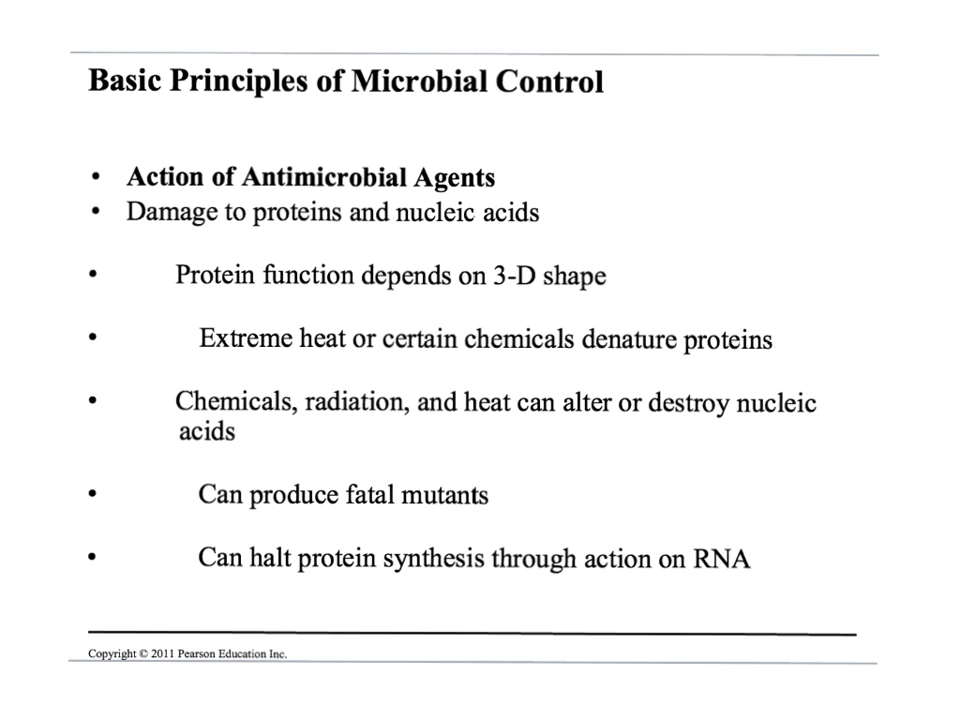 Basic Principles of Microbial Control
• Action of Antimicrobial Agents
• Damage to proteins and nucleic acids
• Protein function depends on 3-D shape
• Extreme heat or certain chemicals denature proteins
• Chemicals, radiation, and heat can alter or destroy nucleic
acids
• Can produce fatal mutants
• Can halt protein synthesis through action on RNA
Copyright © 2011 Pearson Education Inc.